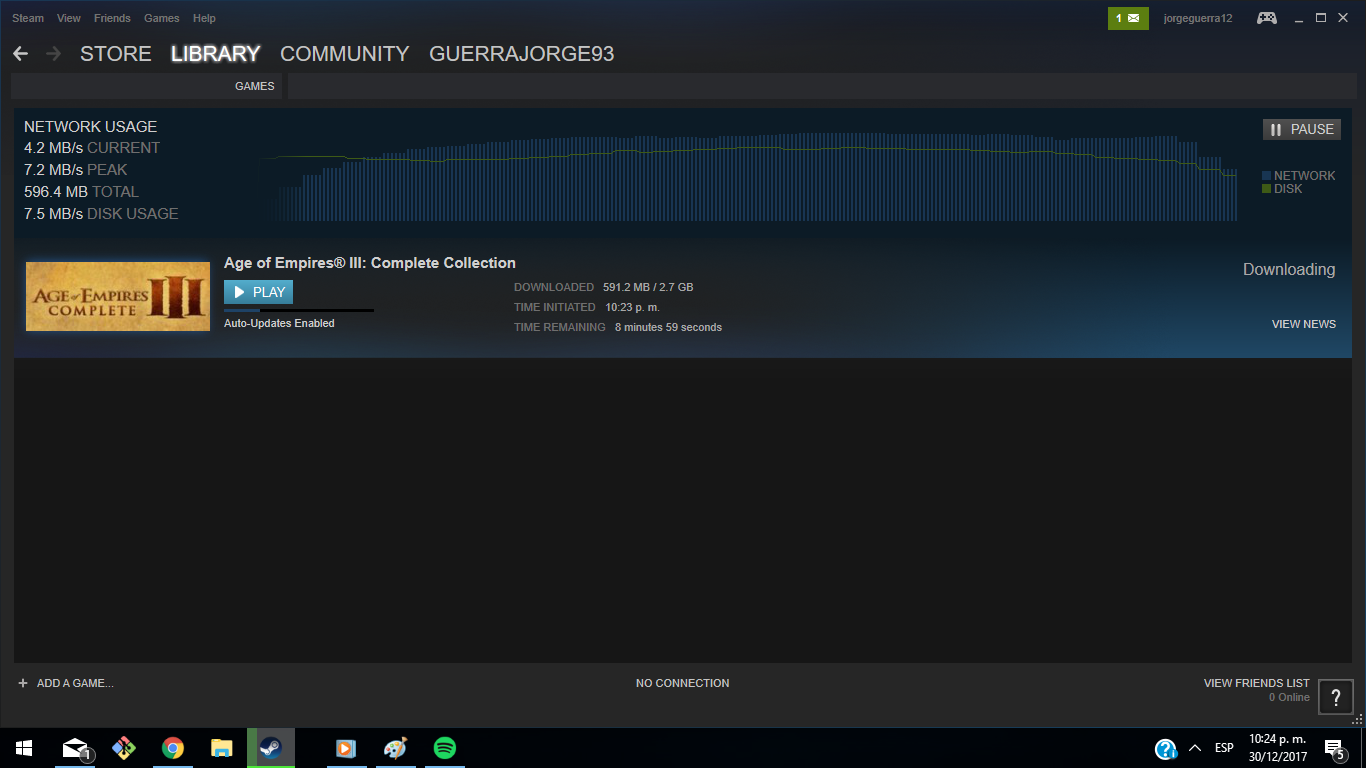 Steam View Friends Games Help
1 jorgeguerra12
STORE LIBRARY COMMUNITY GUERRAJORGE93
GAMES
NETWORK USAGE
4.2 MB/s CURRENT
7.2 MB/s PEAK
596.4 MB TOTAL
7.5 MB/s DISK USAGE
PAUSE
NETWORK
DISK
AGE of EMPIRES III
COMPLETE
Age of Empires® III: Complete Collection
PLAY
Auto-Updates Enabled
DOWNLOADED 591.2 MB / 2.7 GB
TIME INITIATED 10:23 p. m.
TIME REMAINING 8 minutes 59 seconds
Downloading
VIEW NEWS
+ ADD A GAME...
NO CONNECTION
VIEW FRIENDS LIST
0 Online
?
1
ESP
10:24 p. m.
30/12/2017
5